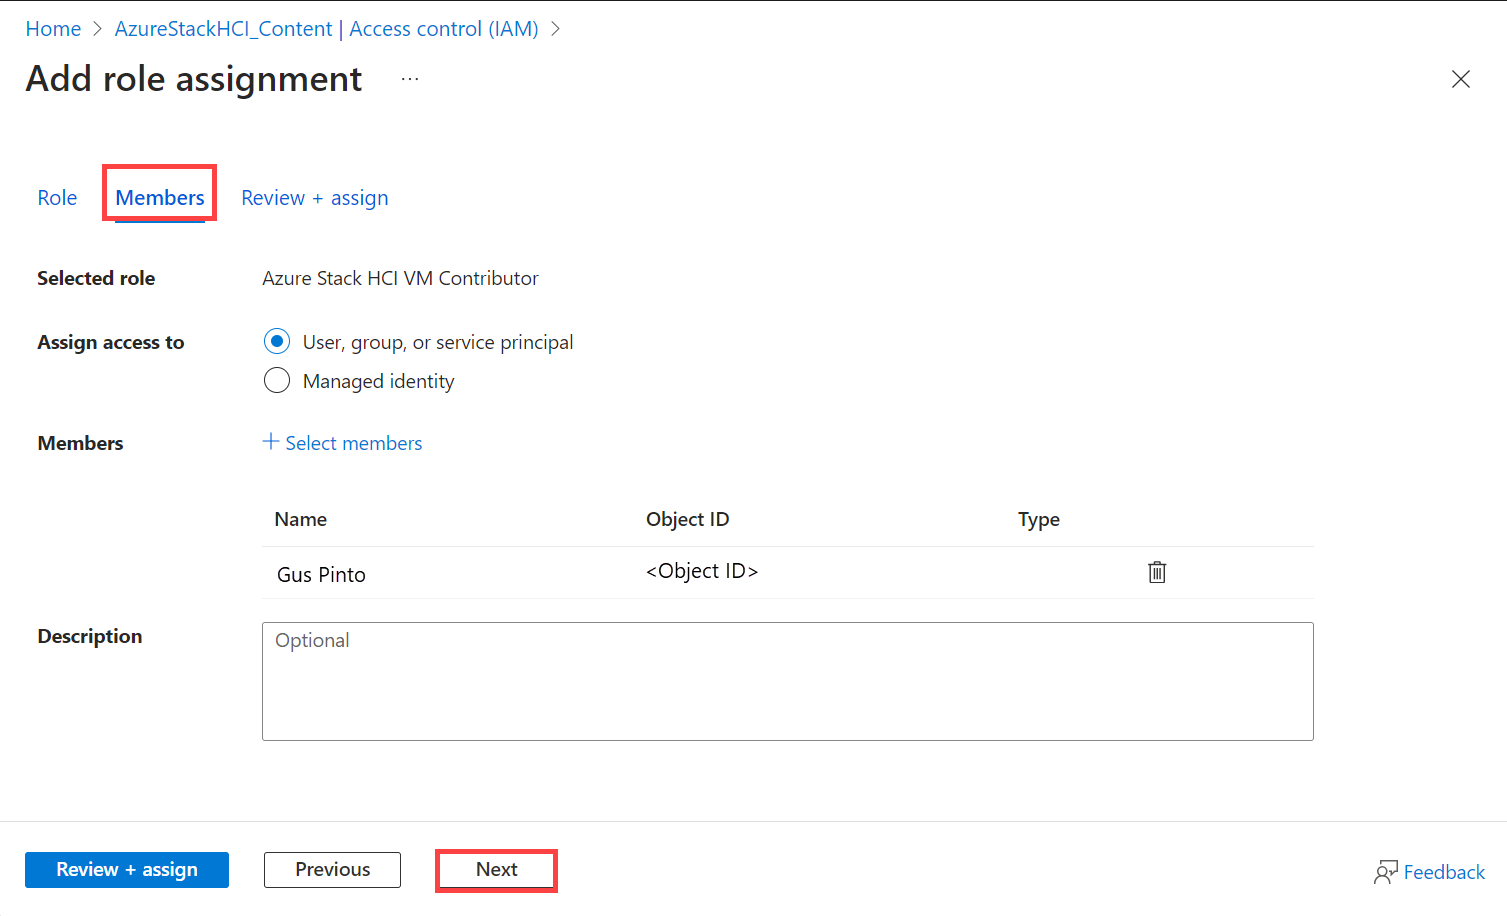 Home > AzureStackHCI_Content | Access control (IAM) >
Add role assignment ...
Role Members Review + assign
Selected role Azure Stack HCI VM Contributor
Assign access to User, group, or service principal
Managed identity
Members + Select members
Name Object ID Type
Gus Pinto <Object ID>
Description Optional
Review + assign Previous Next Feedback